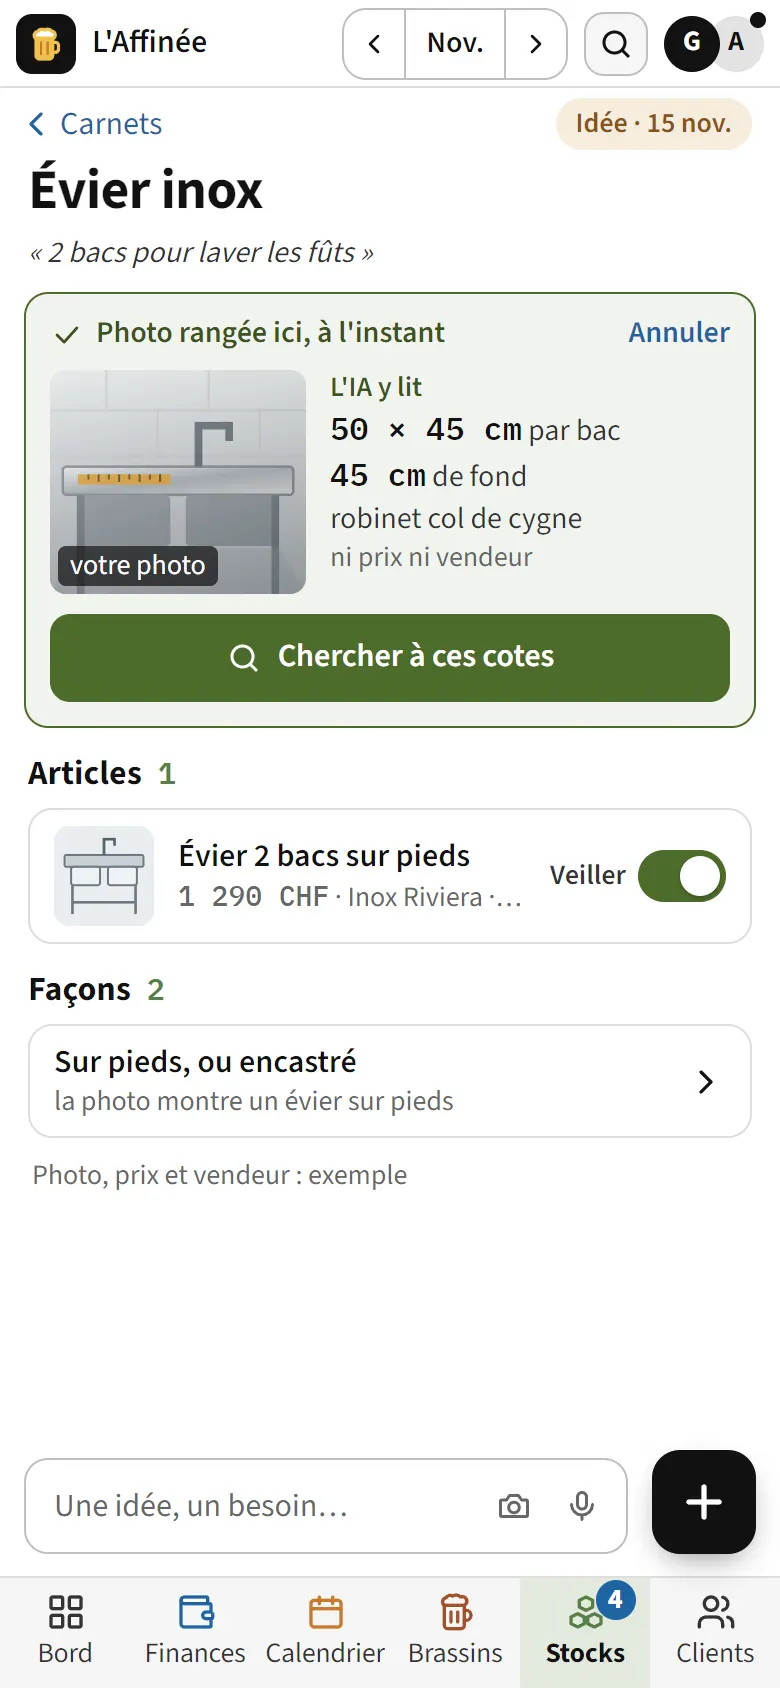 L'Affinée
Nov.
G
A
Carnets
Idée · 15 nov.
Évier inox
« 2 bacs pour laver les fûts »
Photo rangée ici, à l'instant
Annuler
votre photo
L'IA y lit
50 × 45 cm par bac
45 cm de fond
robinet col de cygne
ni prix ni vendeur
Chercher à ces cotes
Articles 1
Évier 2 bacs sur pieds
1 290 CHF · Inox Riviera ·…
Veiller
Façons 2
Sur pieds, ou encastré
la photo montre un évier sur pieds
Photo, prix et vendeur : exemple
Une idée, un besoin…
4
Bord
Finances
Calendrier
Brassins
Stocks
Clients